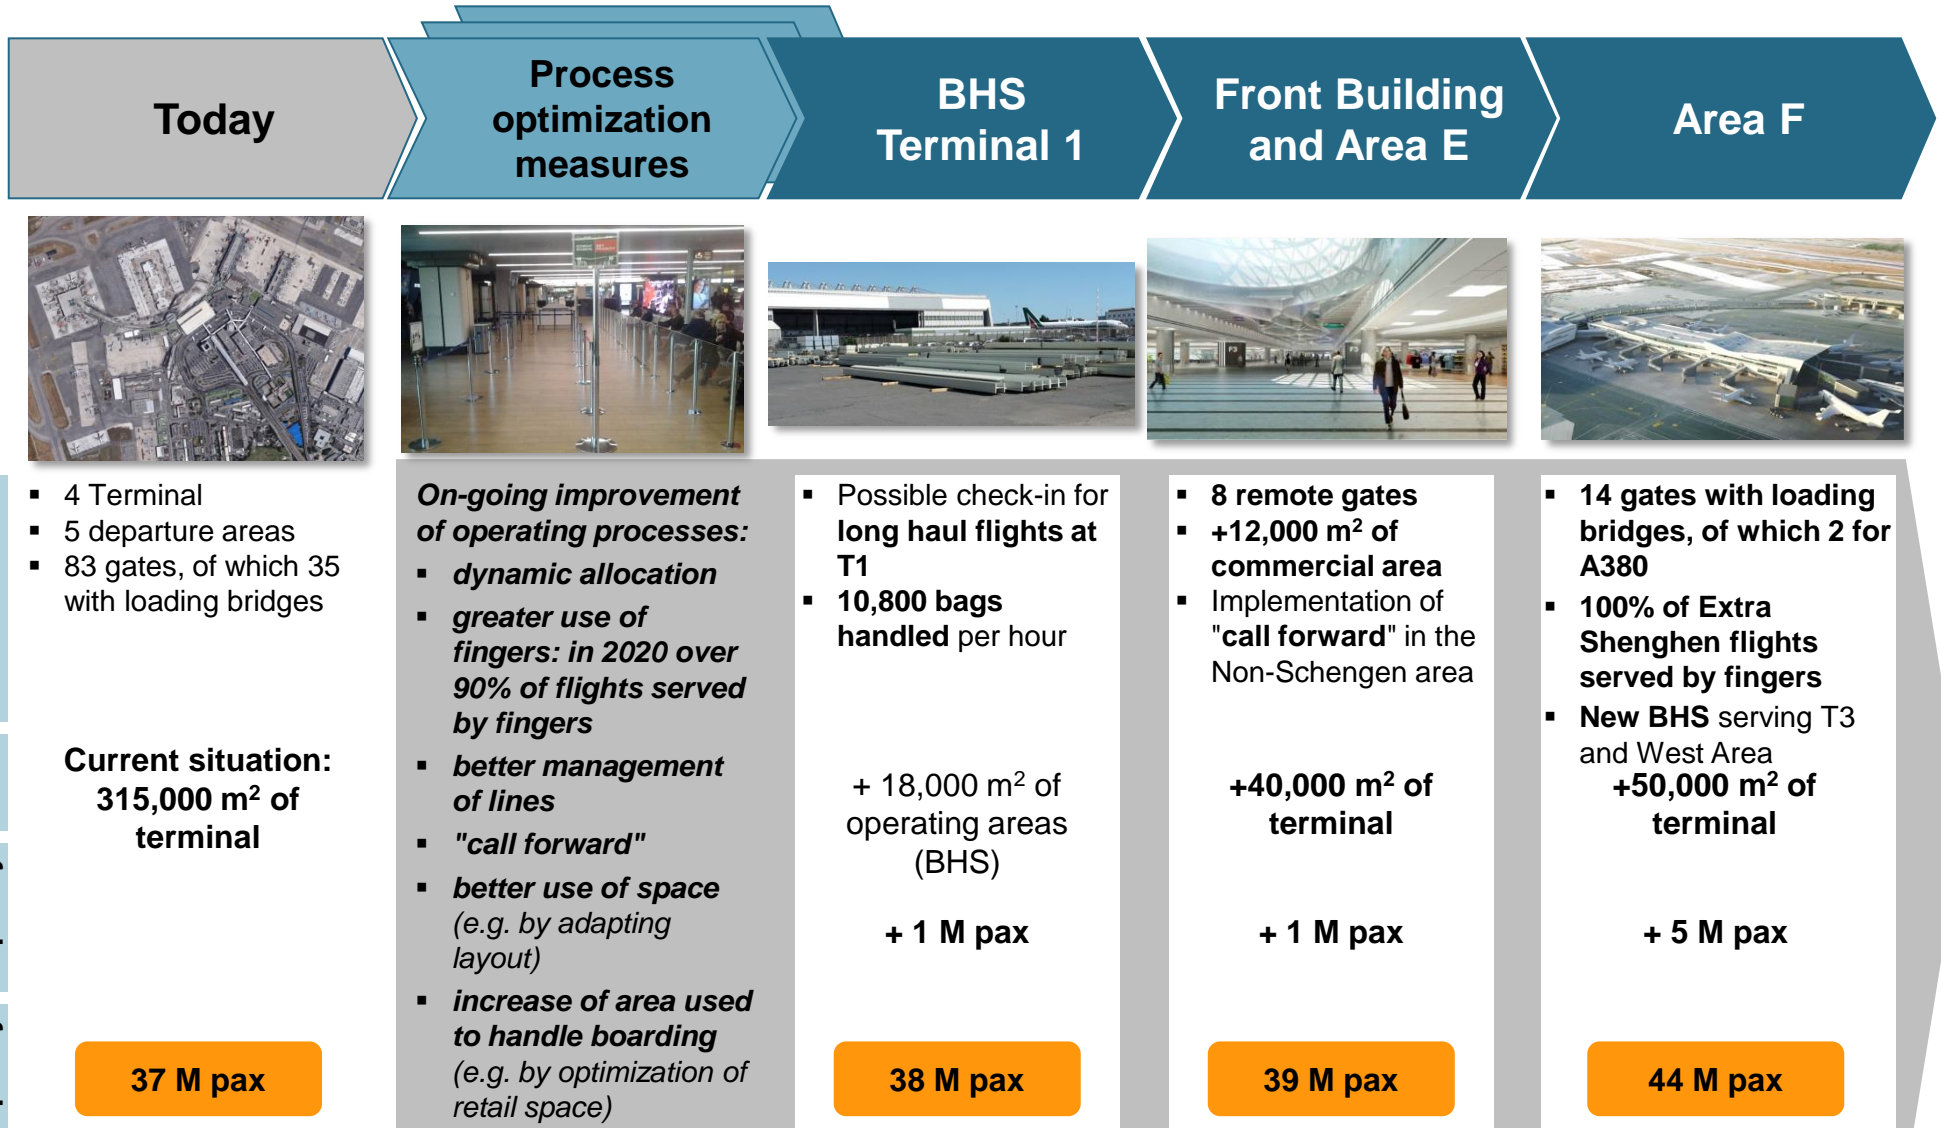 Today
Process
optimization
measures
BHS
Terminal 1
Front Building
and Area E
Area F
F3
▪ 4 Terminal
▪ 5 departure areas
▪ 83 gates, of which 35
with loading bridges
Current situation:
315,000 m² of
terminal
37 M pax
On-going improvement
of operating processes:
▪ dynamic allocation
▪ greater use of
fingers: in 2020 over
90% of flights served
by fingers
▪ better management
of lines
▪ "call forward"
▪ better use of space
(e.g. by adapting
layout)
▪ increase of area used
to handle boarding
(e.g. by optimization of
retail space)
▪ Possible check-in for
long haul flights at
T1
▪ 10,800 bags
handled per hour
+ 18,000 m² of
operating areas
(BHS)
+ 1 M pax
38 M pax
▪ 8 remote gates
▪ +12,000 m² of
commercial area
▪ Implementation of
"call forward" in the
Non-Schengen area
+40,000 m² of
terminal
+ 1 M pax
39 M pax
▪ 14 gates with loading
bridges, of which 2 for
A380
▪ 100% of Extra
Shenghen flights
served by fingers
▪ New BHS serving T3
and West Area
+50,000 m² of
terminal
+ 5 M pax
44 M pax